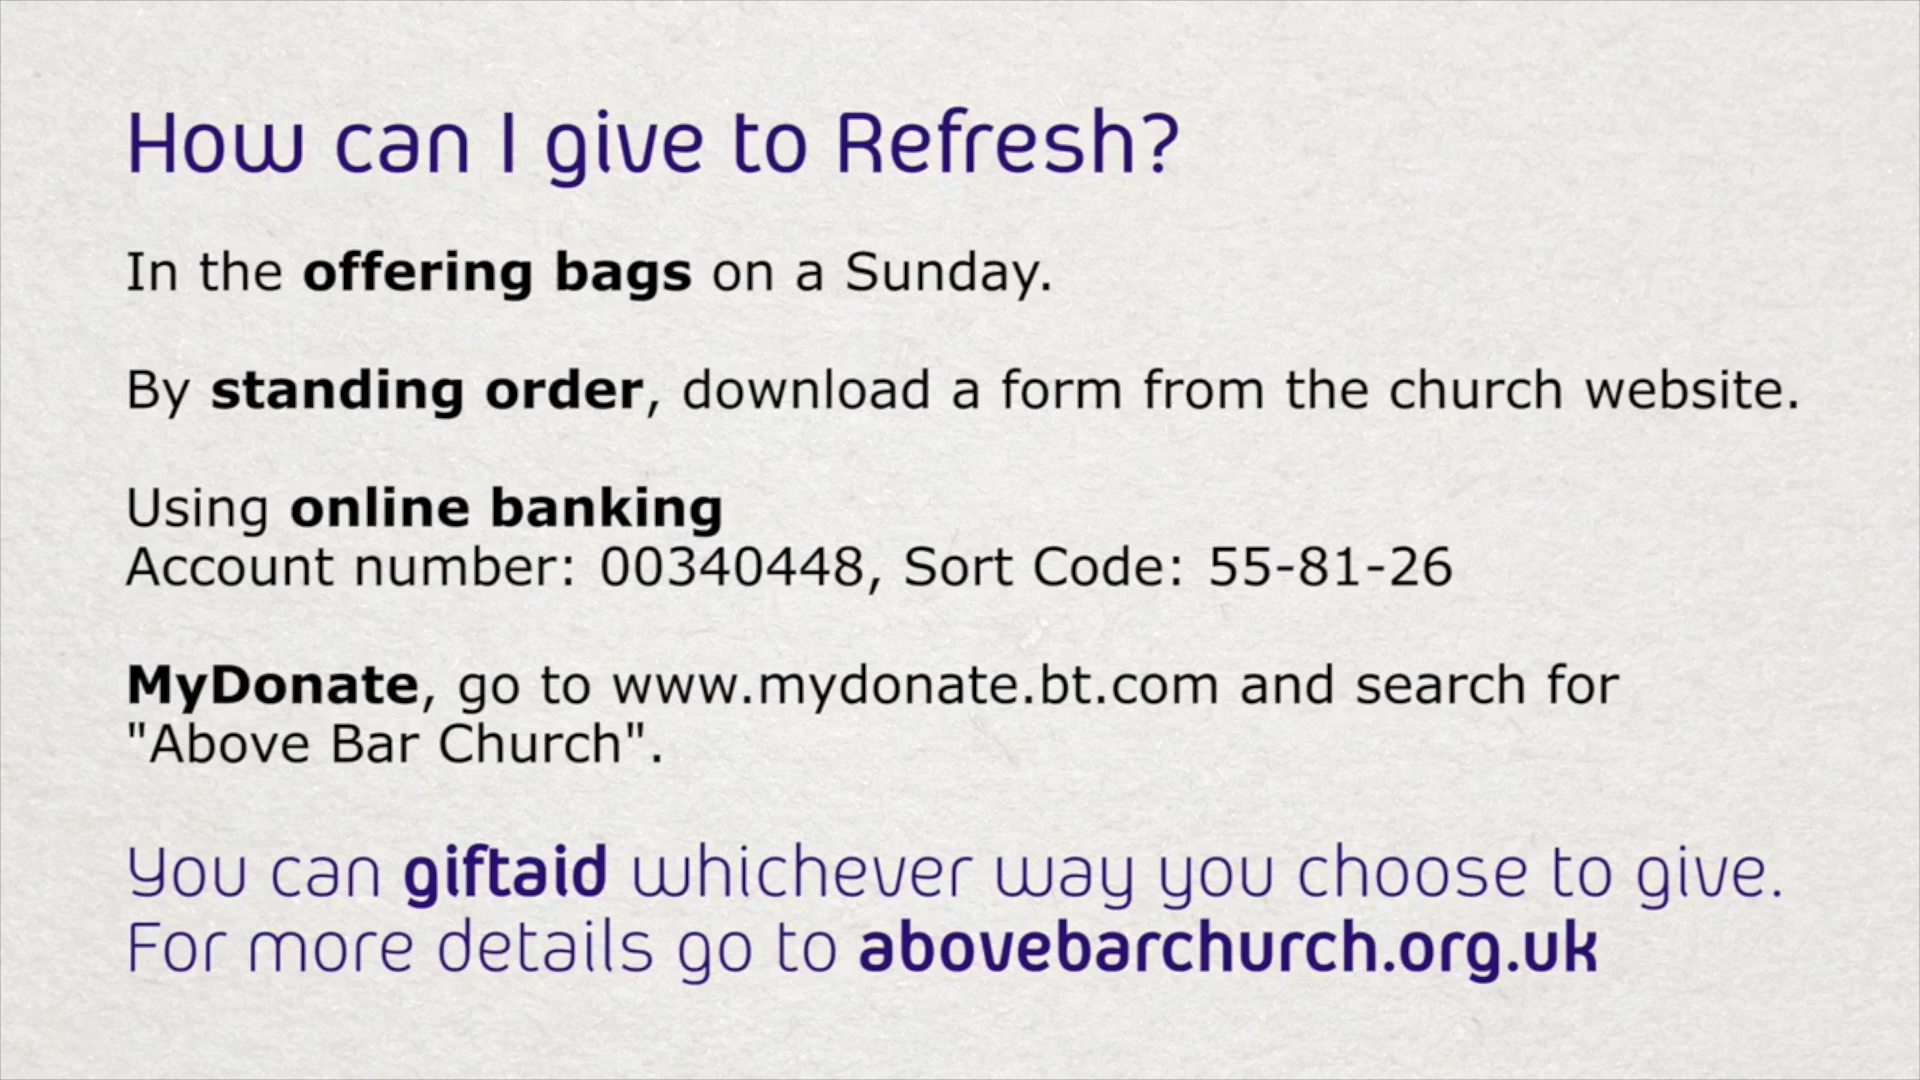 How can I give to Refresh?
In the offering bags on a Sunday.
By standing order, download a form from the church website.
Using online banking
Account number: 00340448, Sort Code: 55-81-26
MyDonate, go to www.mydonate.bt.com and search for
"Above Bar Church".
You can giftaid whichever way you choose to give.
For more details go to abovebarchurch.org.uk